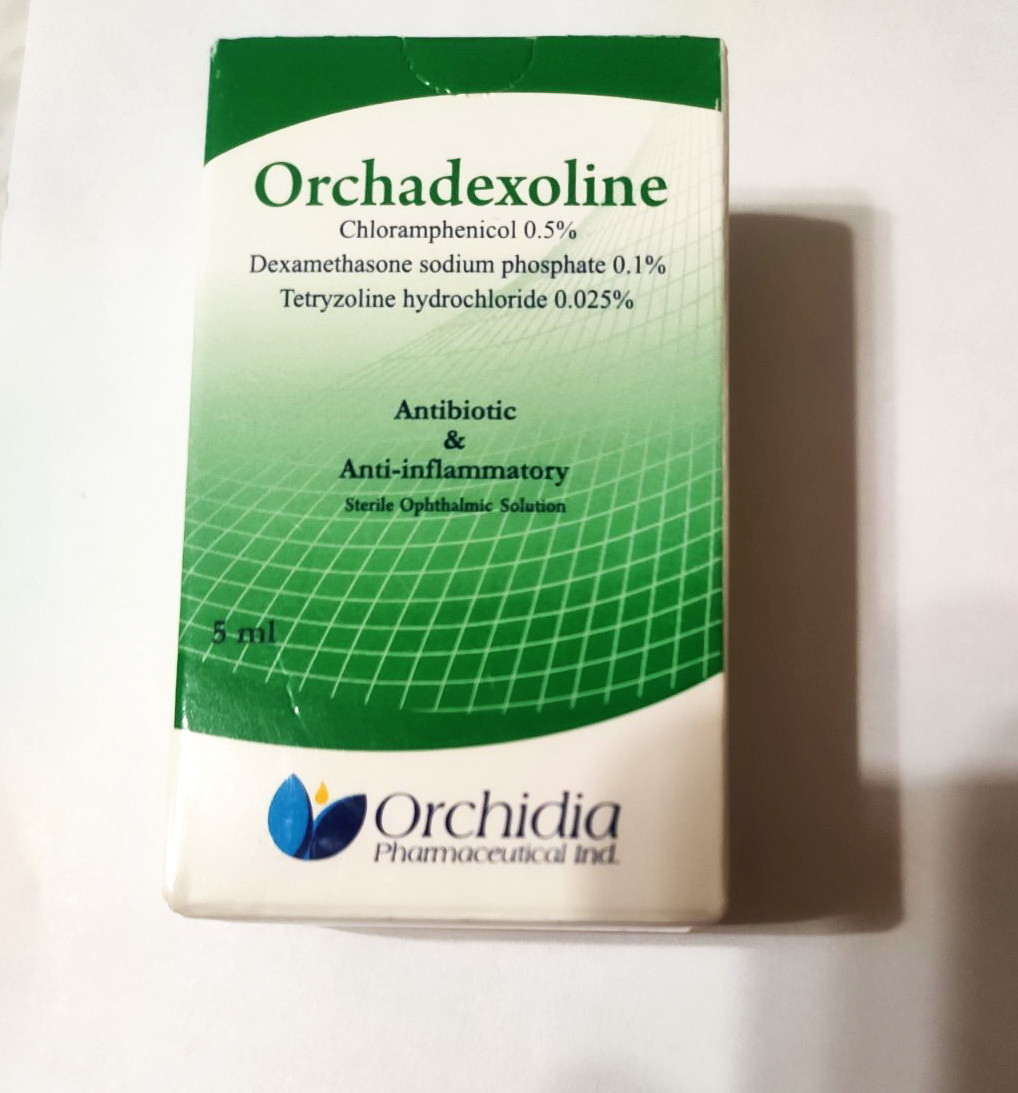 Orchadexoline
Chloramphenicol 0.5%
Dexamethasone sodium phosphate 0.1%
Tetryzoline hydrochloride 0.025%
Antibiotic
&
Anti-inflammatory
Sterile Ophthalmic Solution
5 ml
Orchidia
Pharmaceutical Ind.